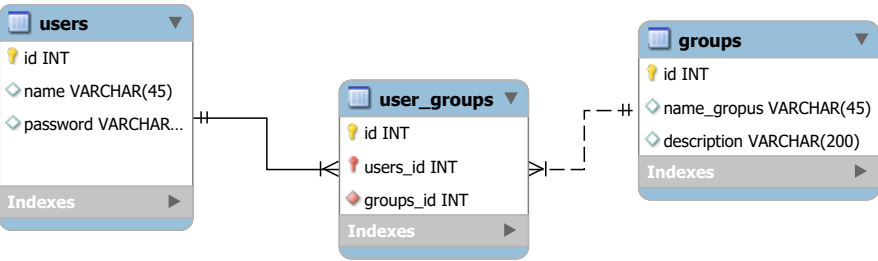 users
id INT
name VARCHAR(45)
password VARCHAR...
Indexes
user_groups
id INT
users_id INT
groups_id INT
Indexes
groups
id INT
name_gropus VARCHAR(45)
description VARCHAR(200)
Indexes